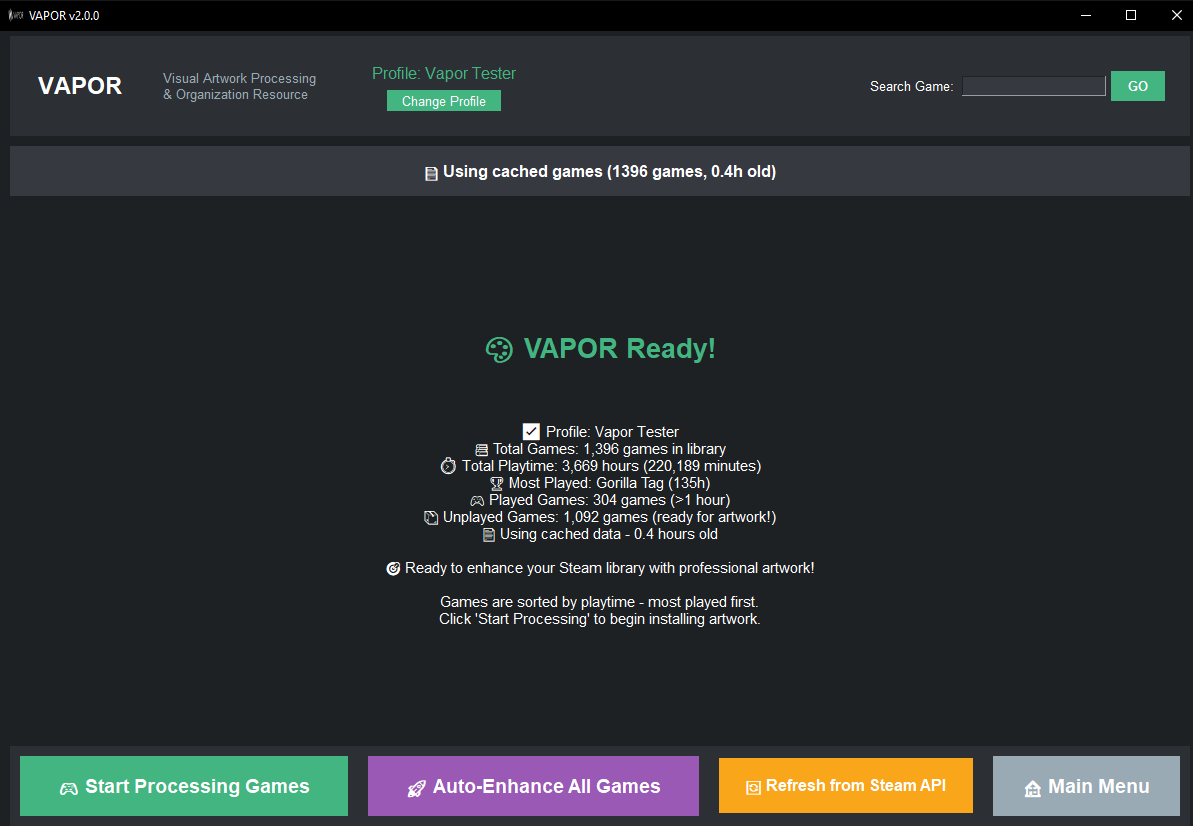 VAPOR v2.0.0
VAPOR
Visual Artwork Processing
& Organization Resource
Profile: Vapor Tester
Change Profile
Search Game:
GO
Using cached games (1396 games, 0.4h old)
VAPOR Ready!
Profile: Vapor Tester
Total Games: 1,396 games in library
Total Playtime: 3,669 hours (220,189 minutes)
Most Played: Gorilla Tag (135h)
Played Games: 304 games (>1 hour)
Unplayed Games: 1,092 games (ready for artwork!)
Using cached data - 0.4 hours old
Ready to enhance your Steam library with professional artwork!
Games are sorted by playtime - most played first.
Click 'Start Processing' to begin installing artwork.
Start Processing Games
Auto-Enhance All Games
Refresh from Steam API
Main Menu